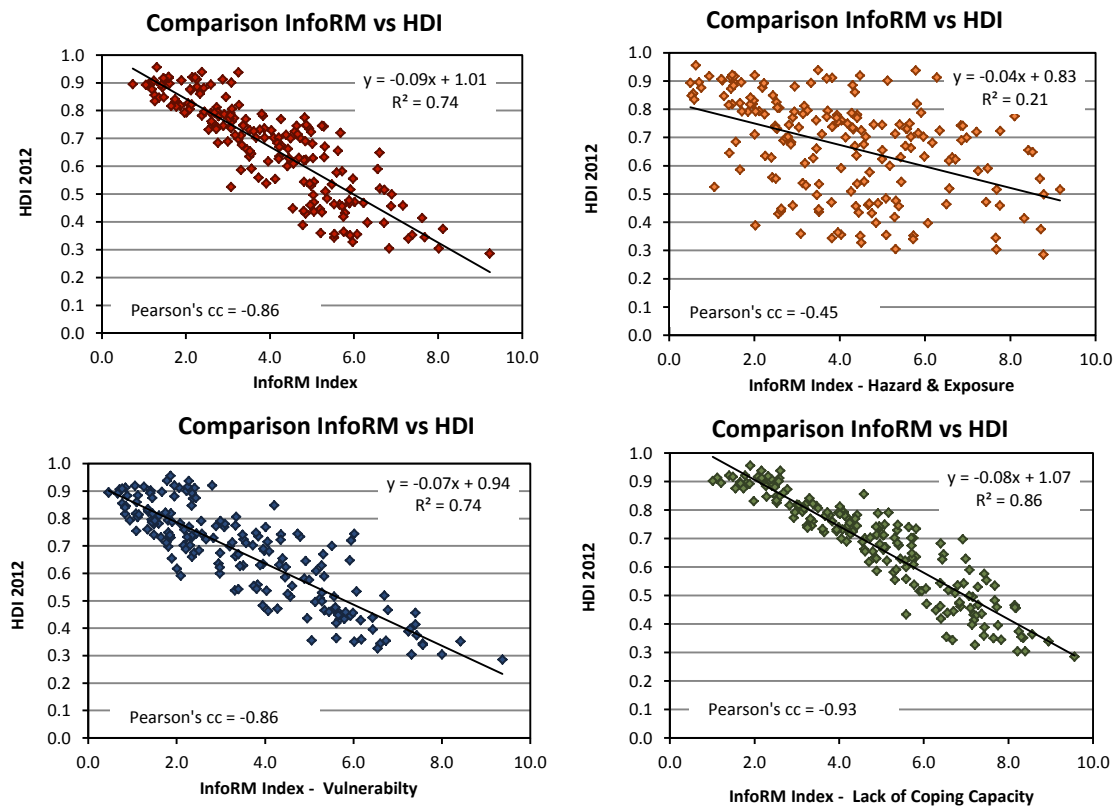 Comparison InfoRM vs HDI
1.0
0.9
0.8
0.7
0.6
0.5
0.4
0.3
0.2
0.1
0.0
HDI 2012
y = -0.09x + 1.01
R² = 0.74
Pearson's cc = -0.86
0.0 2.0 4.0 6.0 8.0 10.0
InfoRM Index
Comparison InfoRM vs HDI
1.0
0.9
0.8
0.7
0.6
0.5
0.4
0.3
0.2
0.1
0.0
HDI 2012
y = -0.04x + 0.83
R² = 0.21
Pearson's cc = -0.45
0.0 2.0 4.0 6.0 8.0 10.0
InfoRM Index - Hazard & Exposure
Comparison InfoRM vs HDI
1.0
0.9
0.8
0.7
0.6
0.5
0.4
0.3
0.2
0.1
0.0
HDI 2012
y = -0.07x + 0.94
R² = 0.74
Pearson's cc = -0.86
0.0 2.0 4.0 6.0 8.0 10.0
InfoRM Index - Vulnerabilty
Comparison InfoRM vs HDI
1.0
0.9
0.8
0.7
0.6
0.5
0.4
0.3
0.2
0.1
0.0
HDI 2012
y = -0.08x + 1.07
R² = 0.86
Pearson's cc = -0.93
0.0 2.0 4.0 6.0 8.0 10.0
InfoRM Index - Lack of Coping Capacity